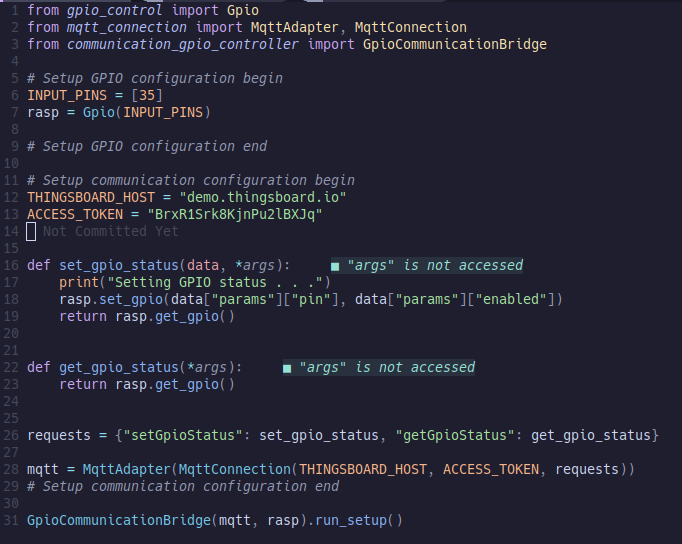 1 from gpio_control import Gpio
2 from mqtt_connection import MqttAdapter, MqttConnection
3 from communication_gpio_controller import GpioCommunicationBridge
4
5 # Setup GPIO configuration begin
6 INPUT_PINS = [35]
7 rasp = Gpio(INPUT_PINS)
8
9 # Setup GPIO configuration end
10
11 # Setup communication configuration begin
12 THINGSBOARD_HOST = "demo.thingsboard.io"
13 ACCESS_TOKEN = "BrxR1Srk8KjnPu2lBXJq"
14 Not Committed Yet
15
16 def set_gpio_status(data, *args): ■ "args" is not accessed
17 print("Setting GPIO status . . .")
18 rasp.set_gpio(data["params"]["pin"], data["params"]["enabled"])
19 return rasp.get_gpio()
20
21
22 def get_gpio_status(*args): ■ "args" is not accessed
23 return rasp.get_gpio()
24
25
26 requests = {"setGpioStatus": set_gpio_status, "getGpioStatus": get_gpio_status}
27
28 mqtt = MqttAdapter(MqttConnection(THINGSBOARD_HOST, ACCESS_TOKEN, requests))
29 # Setup communication configuration end
30
31 GpioCommunicationBridge(mqtt, rasp).run_setup()